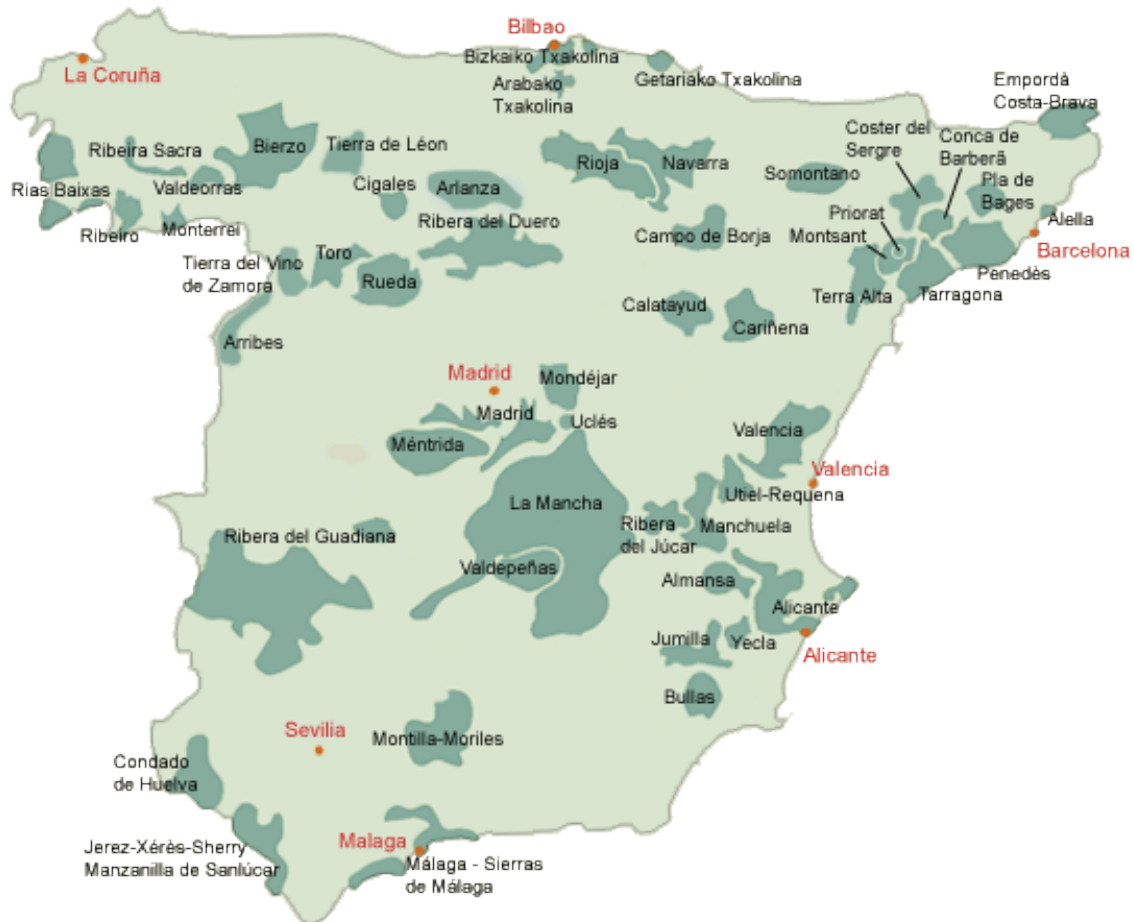 Bilbao
La Coruña
Bizkaiko Txakolina
Getariako Txakolina
Arabako
Txakolina
Empordà
Costa-Brava
Coster del
Sergre
Conca de
Barberã
Ribeira Sacra
Bierzo
Tierra de Léon
Rioja
Navarra
Somontano
Pla de
Bages
Rias Baixas
Valdeorras
Cigales
Arlanza
Priorat
Alella
Ribeiro
Monterrei
Ribera del Duero
Campo de Borja
Montsant
Barcelona
Tierra del Vino
de Zamora
Toro
Rueda
Penedès
Terra Alta
Tarragona
Calatayud
Cariñena
Arribes
Madrid
Mondéjar
Madrid
Uclés
Méntrida
Valencia
Valencia
La Mancha
Utiel-Requena
Ribera del Guadiana
Ribera
del Júcar
Manchuela
Valdepeñas
Almansa
Alicante
Jumilla
Yecla
Alicante
Bullas
Sevilia
Montilla-Moriles
Condado
de Huelva
Malaga
Jerez-Xérès-Sherry
Manzanilla de Sanlúcar
Málaga - Sierras
de Málaga